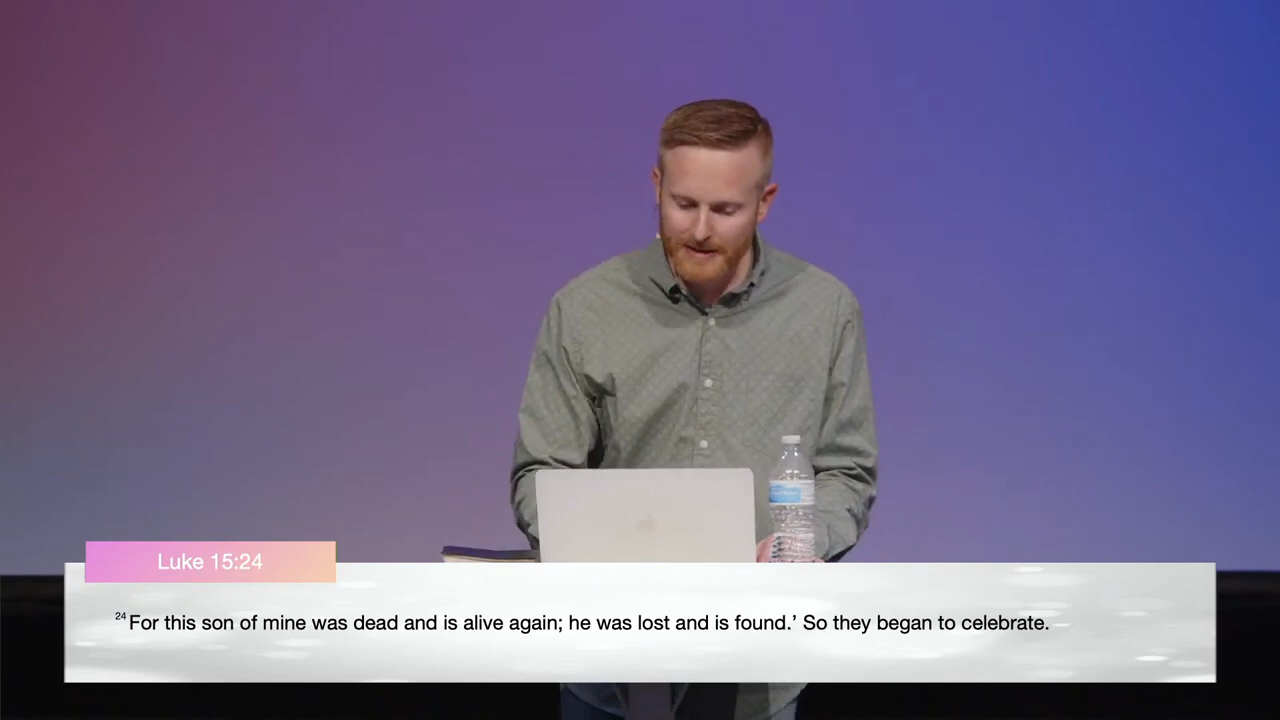 Luke 15:24
24 For this son of mine was dead and is alive again; he was lost and is found.’ So they began to celebrate.